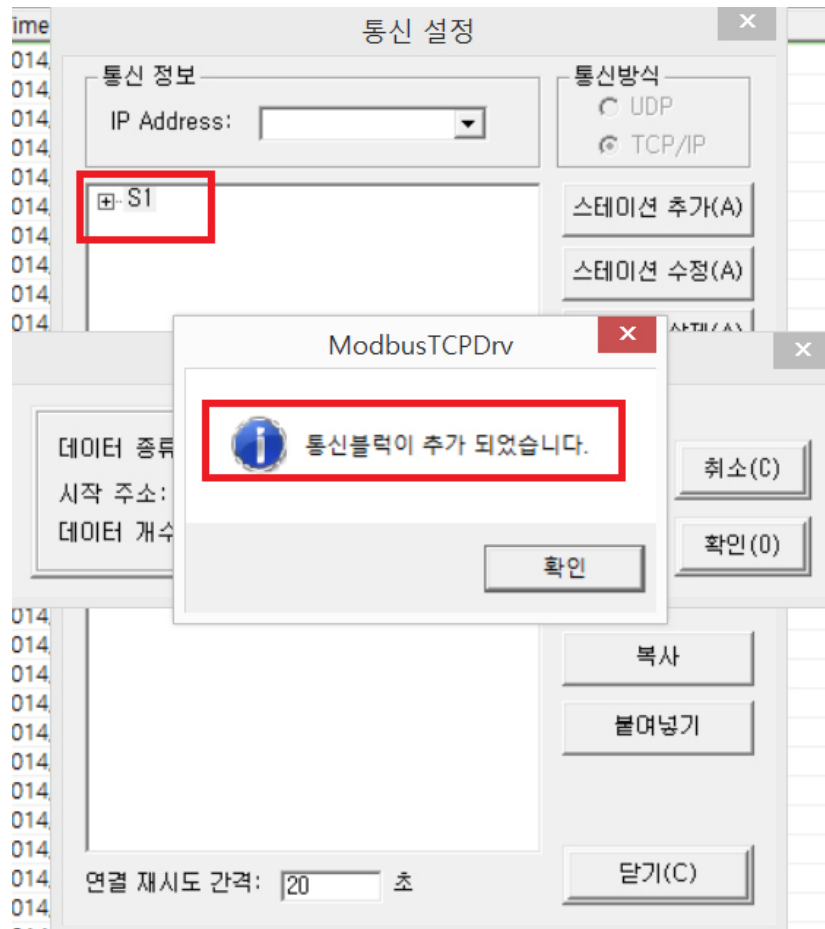 통신 설정
014
통신 정보
통신방식
014
IP Address:
UDP
014
TCP/IP
014
014
S1
스테이션 추가(A)
014
014
014
스테이션 수정(A)
014
014
ModbusTCPDrv
데이터 종류
통신블럭이 추가 되었습니다.
취소(C)
시작 주소:
데이터 개수
확인(O)
확인
014
014
복사
014
014
붙여넣기
014
014
014
014
014
닫기(C)
014
연결 재시도 간격: 20 초
014